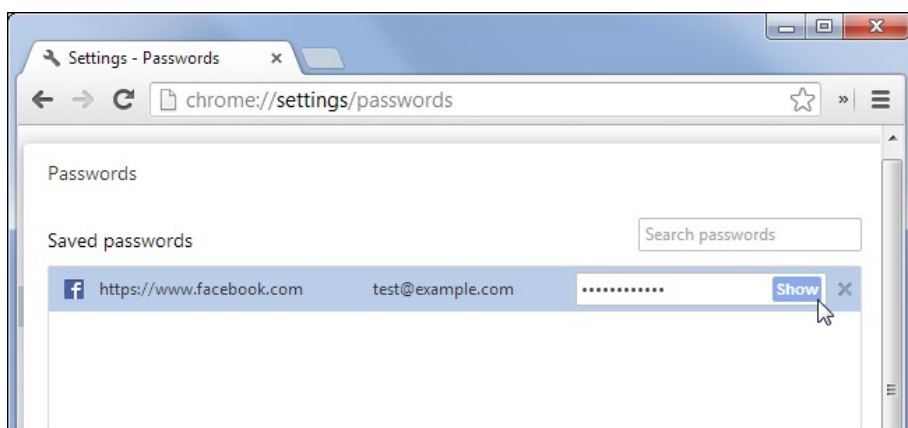 Settings - Passwords
chrome://settings/passwords
Passwords
Saved passwords
Search passwords
https://www.facebook.com test@example.com •••••••••••• Show